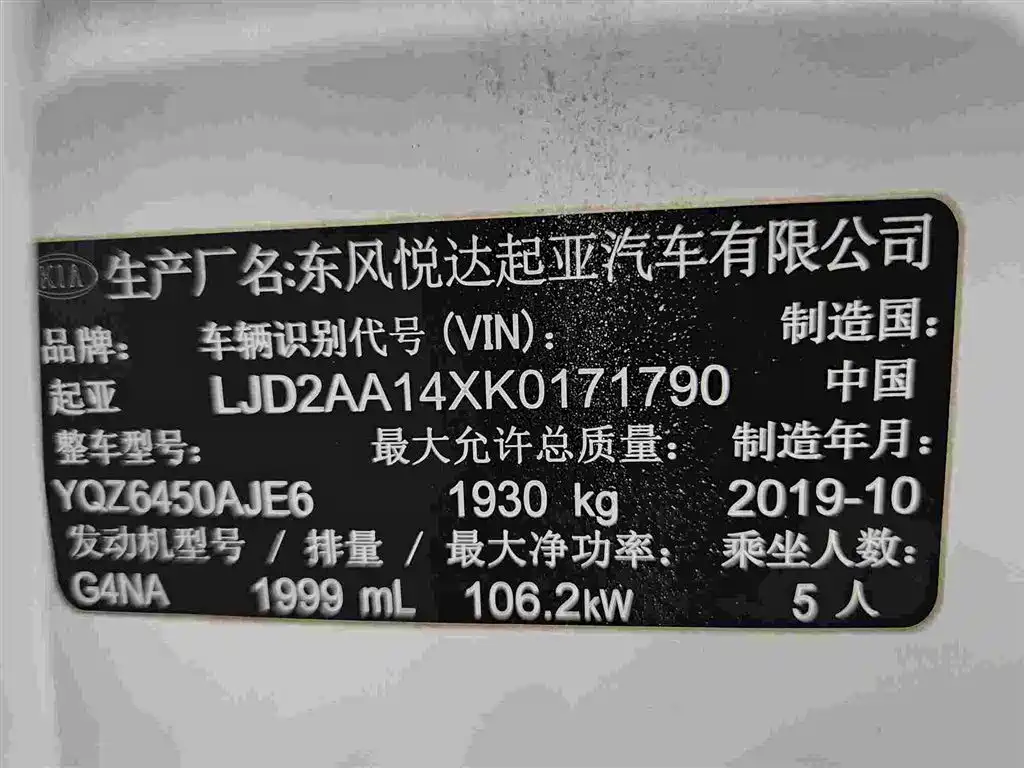 KIA 生产厂名:东风悦达起亚汽车有限公司
品牌: 车辆识别代号(VIN): 制造国:
起亚 LJD2AA14XK0171790 中国
整车型号: 最大允许总质量: 制造年月:
YQZ6450AJE6 1930 kg 2019-10
发动机型号 / 排量 / 最大净功率: 乘坐人数:
G4NA 1999 mL 106.2kW 5 人